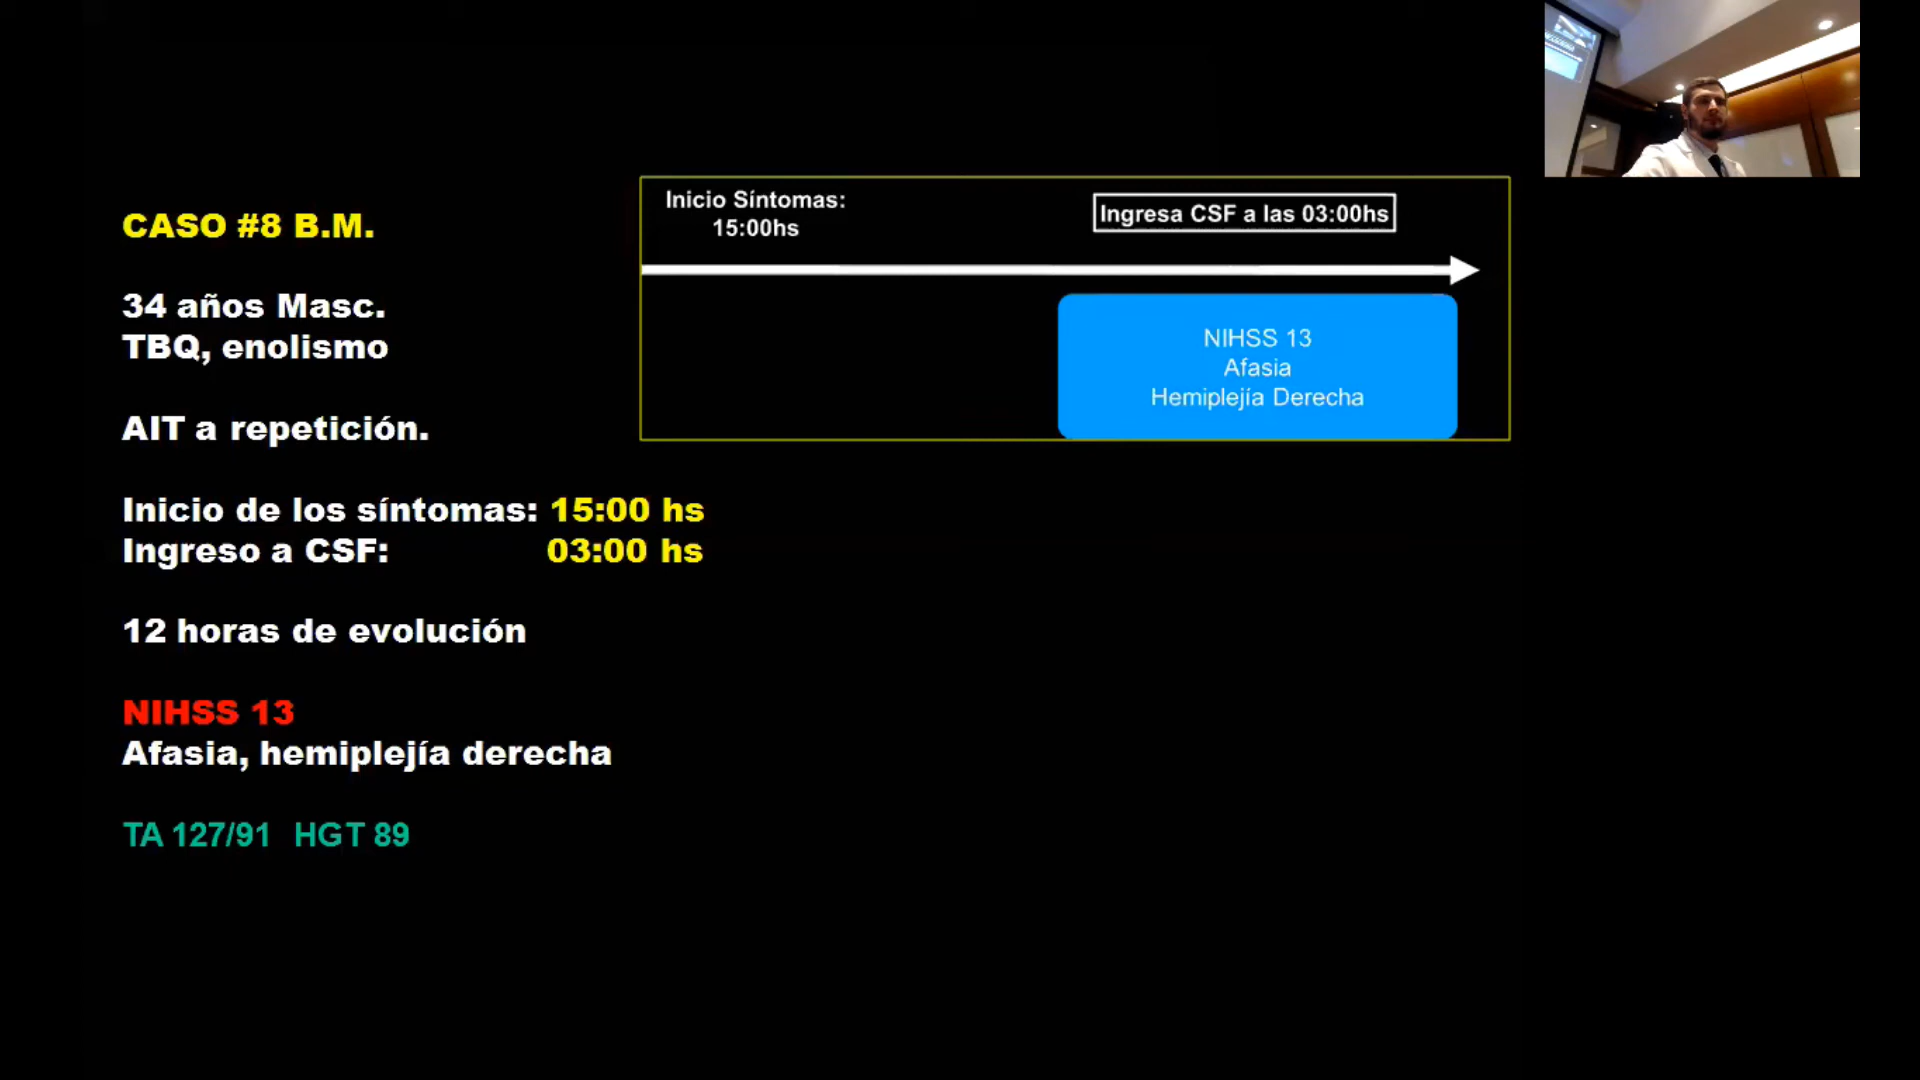 CASO #8 B.M.
34 años Masc.
TBQ, enolismo
AIT a repetición.
Inicio de los síntomas: 15:00 hs
Ingreso a CSF: 03:00 hs
12 horas de evolución
NIHSS 13
Afasia, hemiplejía derecha
TA 127/91 HGT 89
Inicio Síntomas:
15:00hs
Ingresa CSF a las 03:00hs
NIHSS 13
Afasia
Hemiplejía Derecha